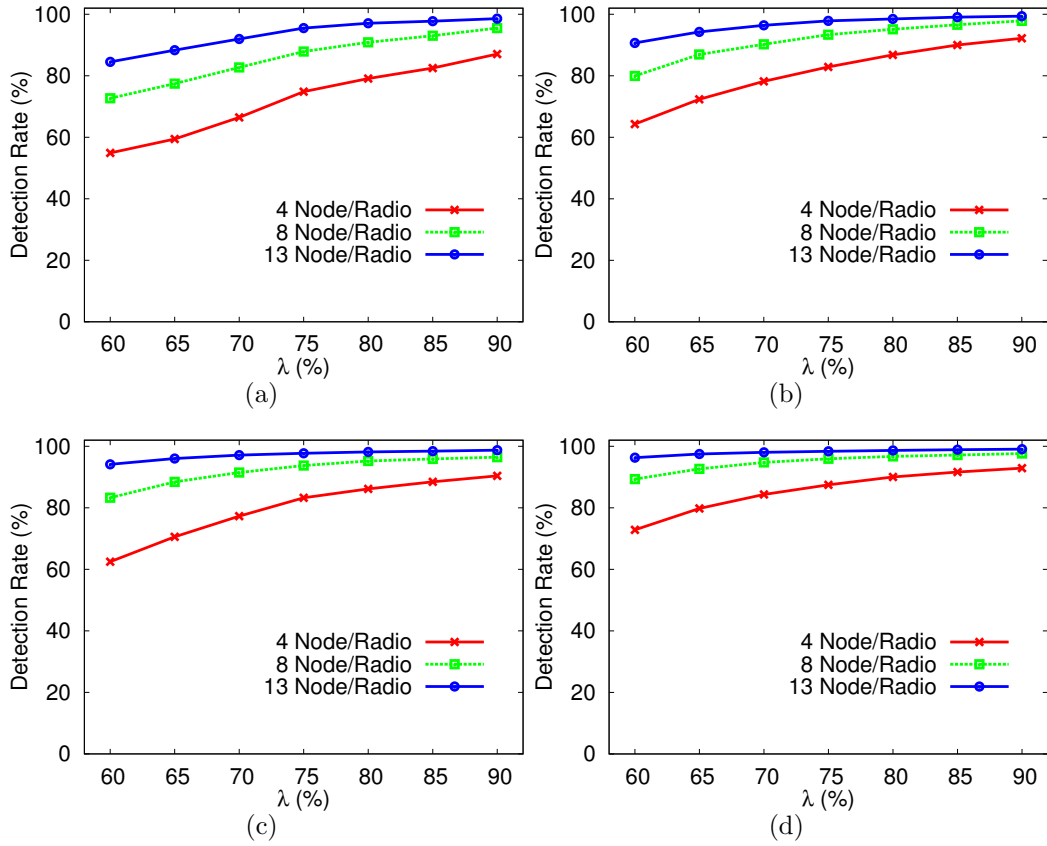 Detection Rate (%)
100
80
60
40
20
0
4 Node/Radio
8 Node/Radio
13 Node/Radio
60 65 70 75 80 85 90
λ (%)
(a)
Detection Rate (%)
100
80
60
40
20
0
4 Node/Radio
8 Node/Radio
13 Node/Radio
60 65 70 75 80 85 90
λ (%)
(b)
Detection Rate (%)
100
80
60
40
20
0
4 Node/Radio
8 Node/Radio
13 Node/Radio
60 65 70 75 80 85 90
λ (%)
(c)
Detection Rate (%)
100
80
60
40
20
0
4 Node/Radio
8 Node/Radio
13 Node/Radio
60 65 70 75 80 85 90
λ (%)
(d)